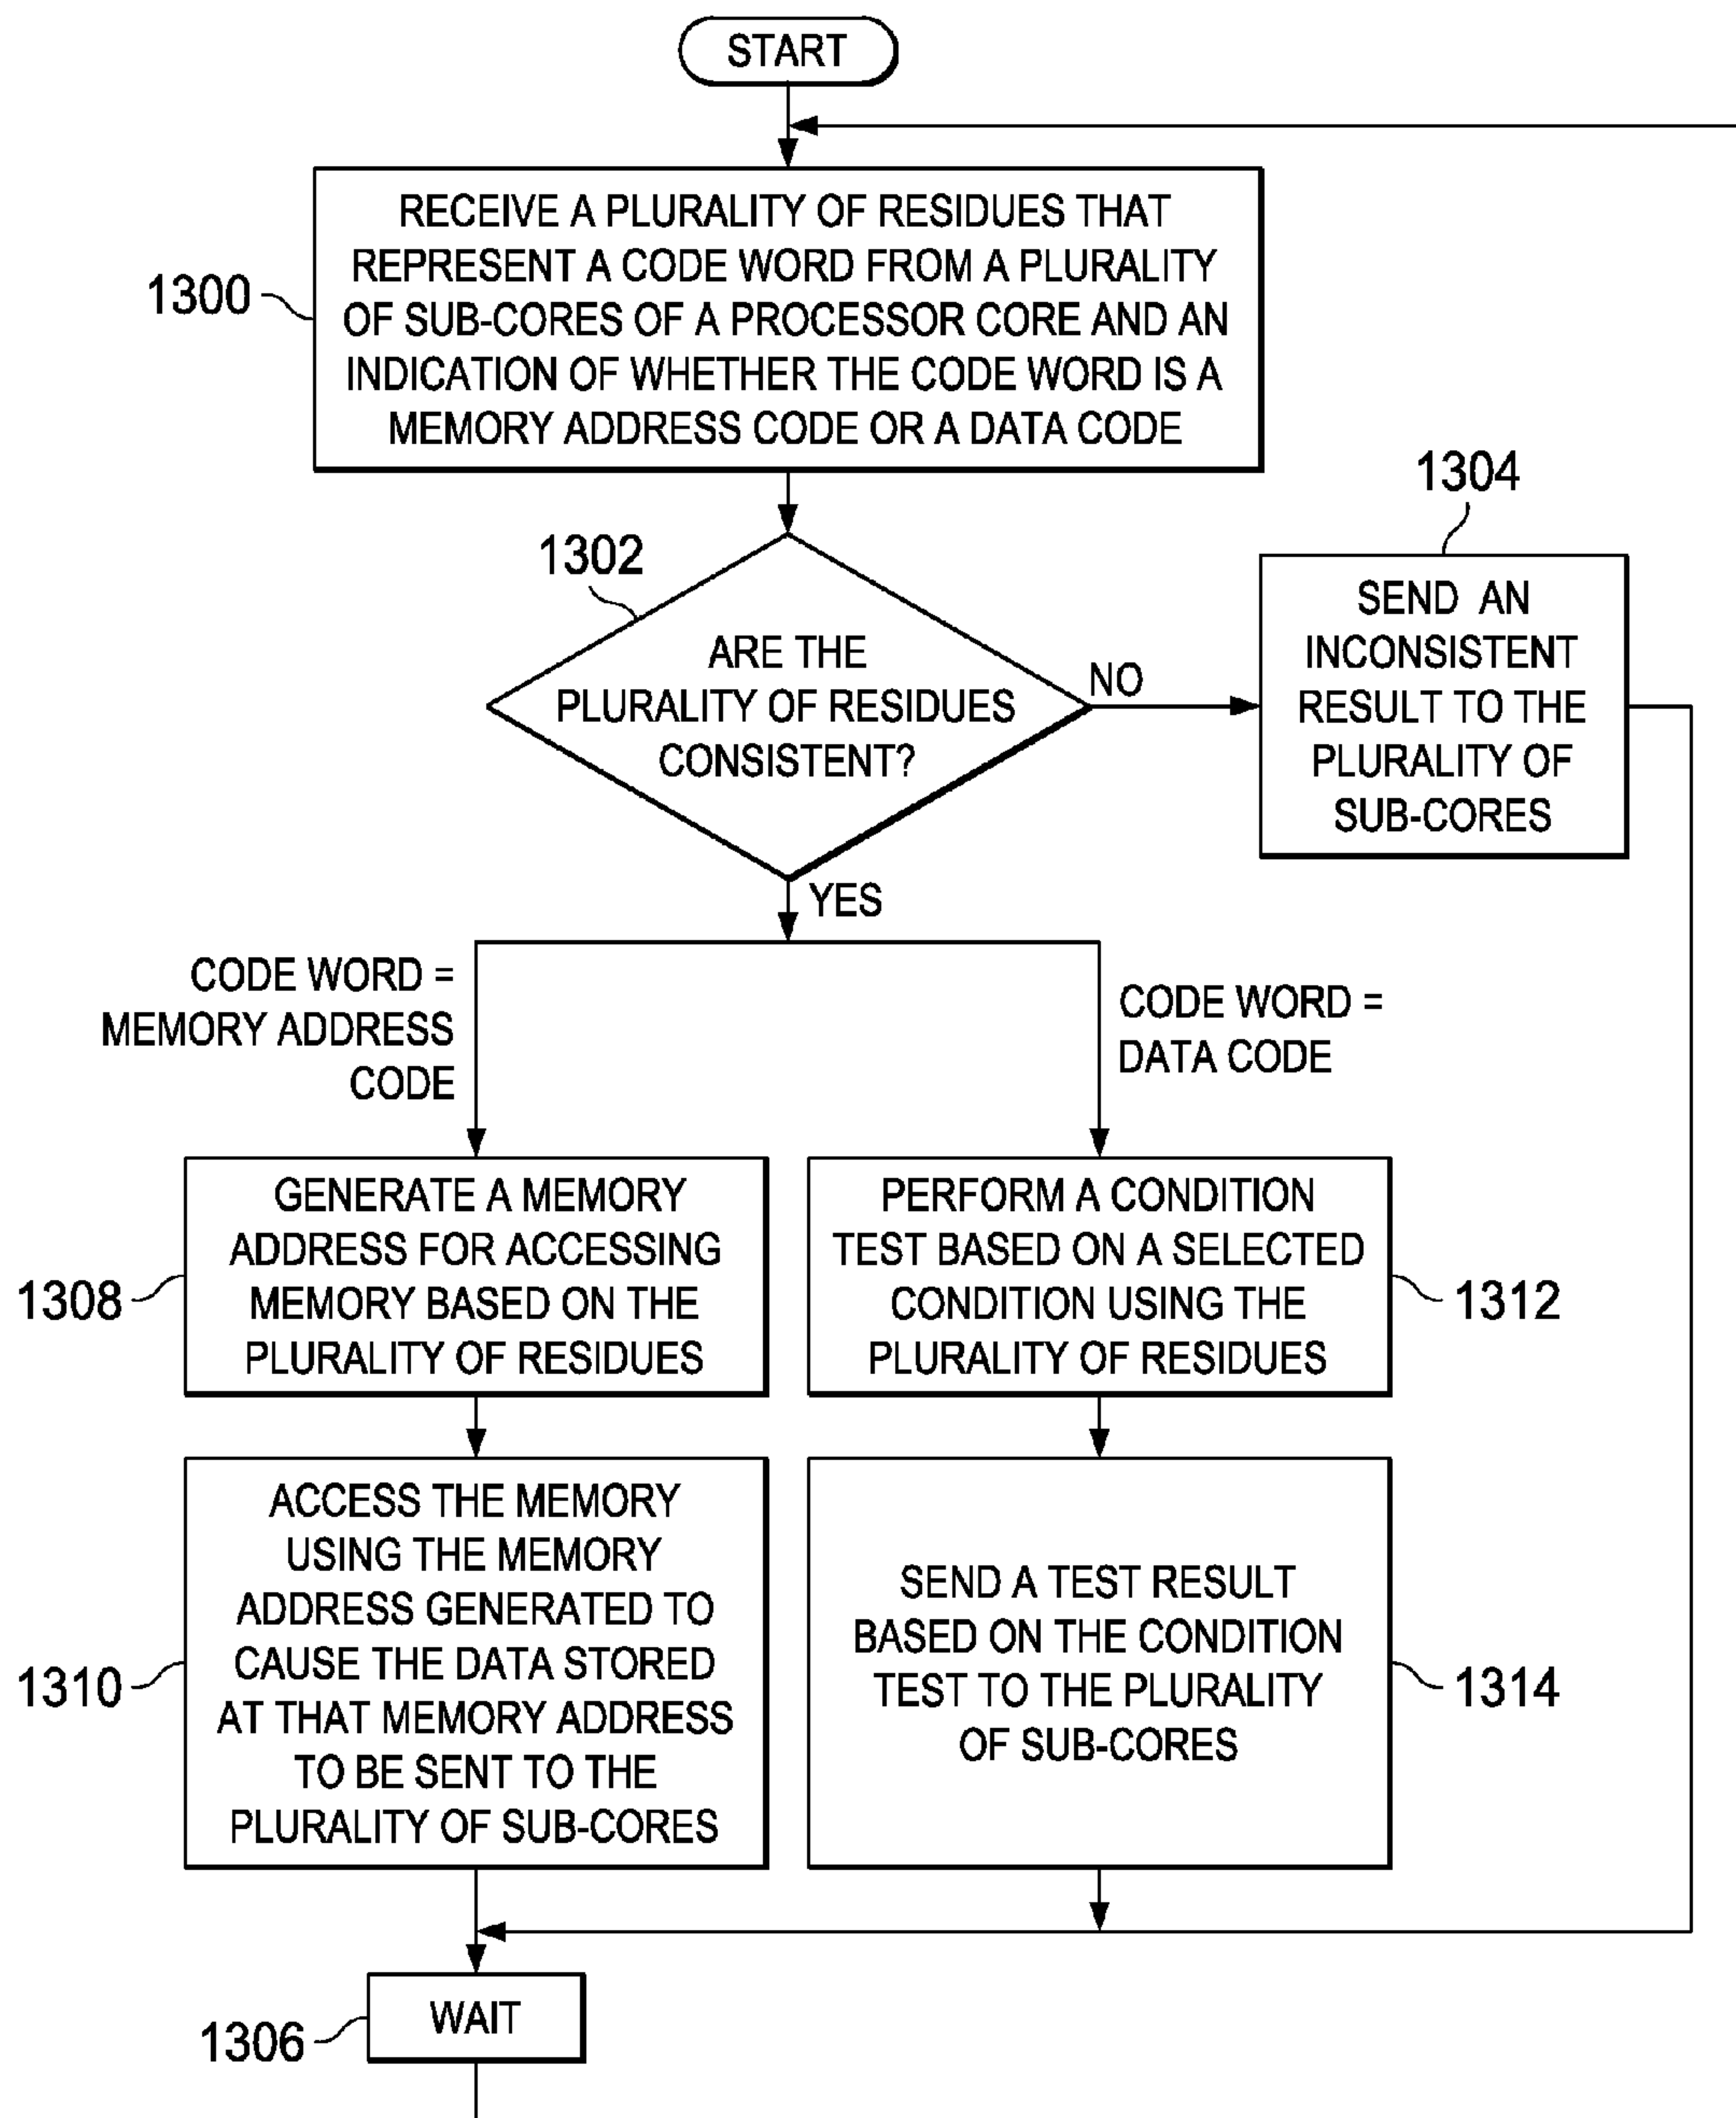 START
RECEIVE A PLURALITY OF RESIDUES THAT
REPRESENT A CODE WORD FROM A PLURALITY
OF SUB-CORES OF A PROCESSOR CORE AND AN
INDICATION OF WHETHER THE CODE WORD IS A
MEMORY ADDRESS CODE OR A DATA CODE
1300
1302
ARE THE
PLURALITY OF RESIDUES
CONSISTENT?
NO
1304
SEND AN
INCONSISTENT
RESULT TO THE
PLURALITY OF
SUB-CORES
YES
CODE WORD =
MEMORY ADDRESS
CODE
CODE WORD =
DATA CODE
GENERATE A MEMORY
ADDRESS FOR ACCESSING
MEMORY BASED ON THE
PLURALITY OF RESIDUES
1308
PERFORM A CONDITION
TEST BASED ON A SELECTED
CONDITION USING THE
PLURALITY OF RESIDUES
1312
ACCESS THE MEMORY
USING THE MEMORY
ADDRESS GENERATED TO
CAUSE THE DATA STORED
AT THAT MEMORY ADDRESS
TO BE SENT TO THE
PLURALITY OF SUB-CORES
1310
SEND A TEST RESULT
BASED ON THE CONDITION
TEST TO THE PLURALITY
OF SUB-CORES
1314
WAIT
1306